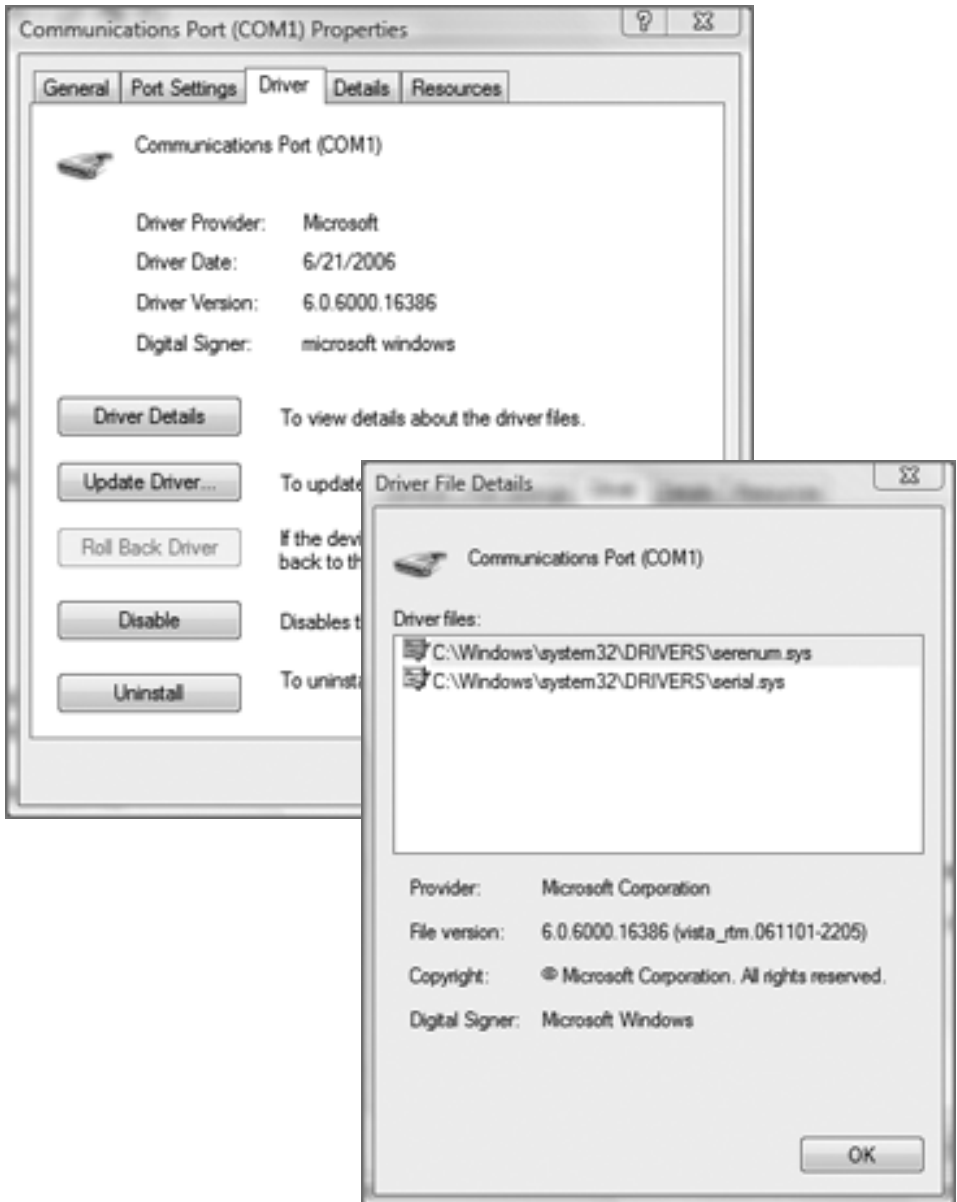 Communications Port (COM1) Properties
General Port Settings Driver Details Resources
Communications Port (COM1)
Driver Provider: Microsoft
Driver Date: 6/21/2006
Driver Version: 6.0.6000.16386
Digital Signer: microsoft windows
Driver Details To view details about the driver files.
Update Driver... To update
Roll Back Driver If the devi
back to th
Disable Disables t
Uninstall To uninsta
Driver File Details
Communications Port (COM1)
Driver files:
C:\Windows\system32\DRIVERS\serenum.sys
C:\Windows\system32\DRIVERS\serial.sys
Provider: Microsoft Corporation
File version: 6.0.6000.16386 (vista_rtm.061101-2205)
Copyright: © Microsoft Corporation. All rights reserved.
Digital Signer: Microsoft Windows
OK